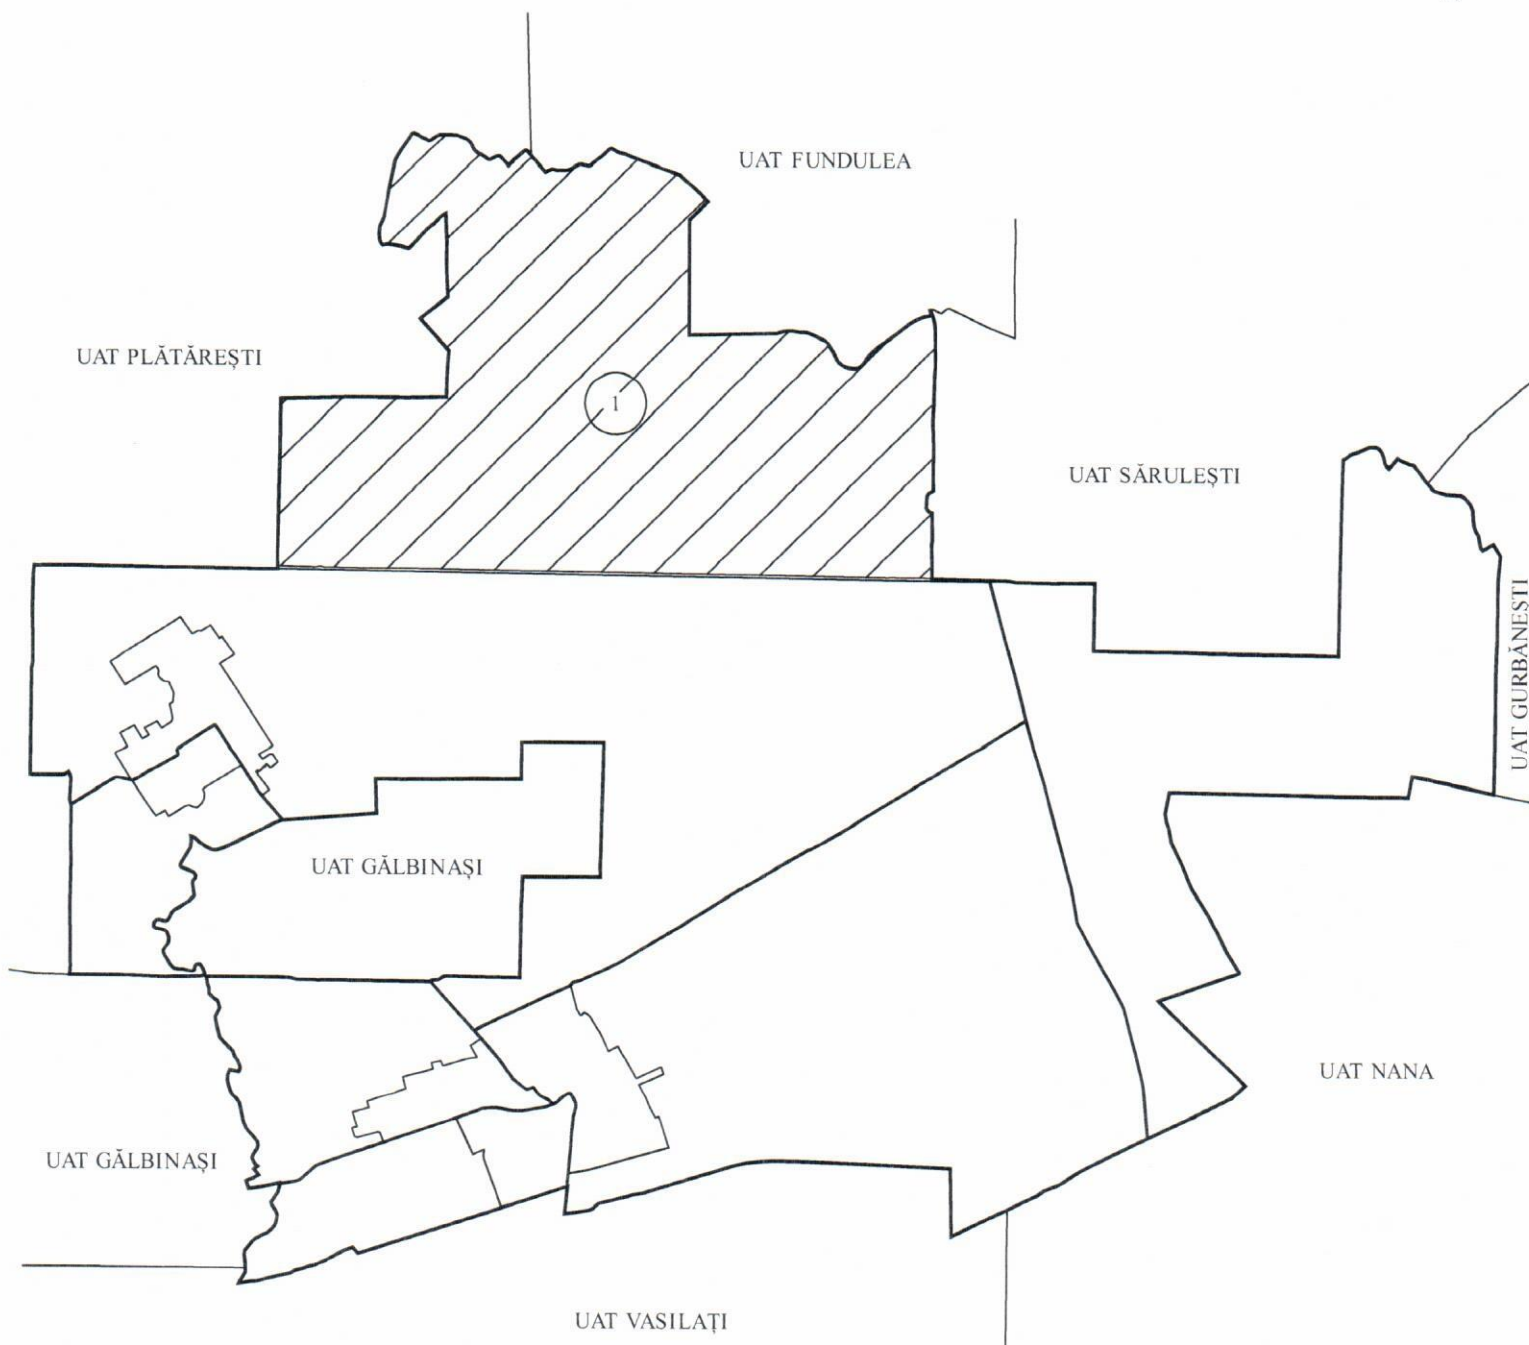 UAT FUNDULEA
UAT PLĂTĂREȘTI
1
UAT SĂRULEȘTI
UAT GURBĂNEȘTI
UAT GĂLBINAȘI
UAT NANA
UAT GĂLBINAȘI
UAT VASILAȚI